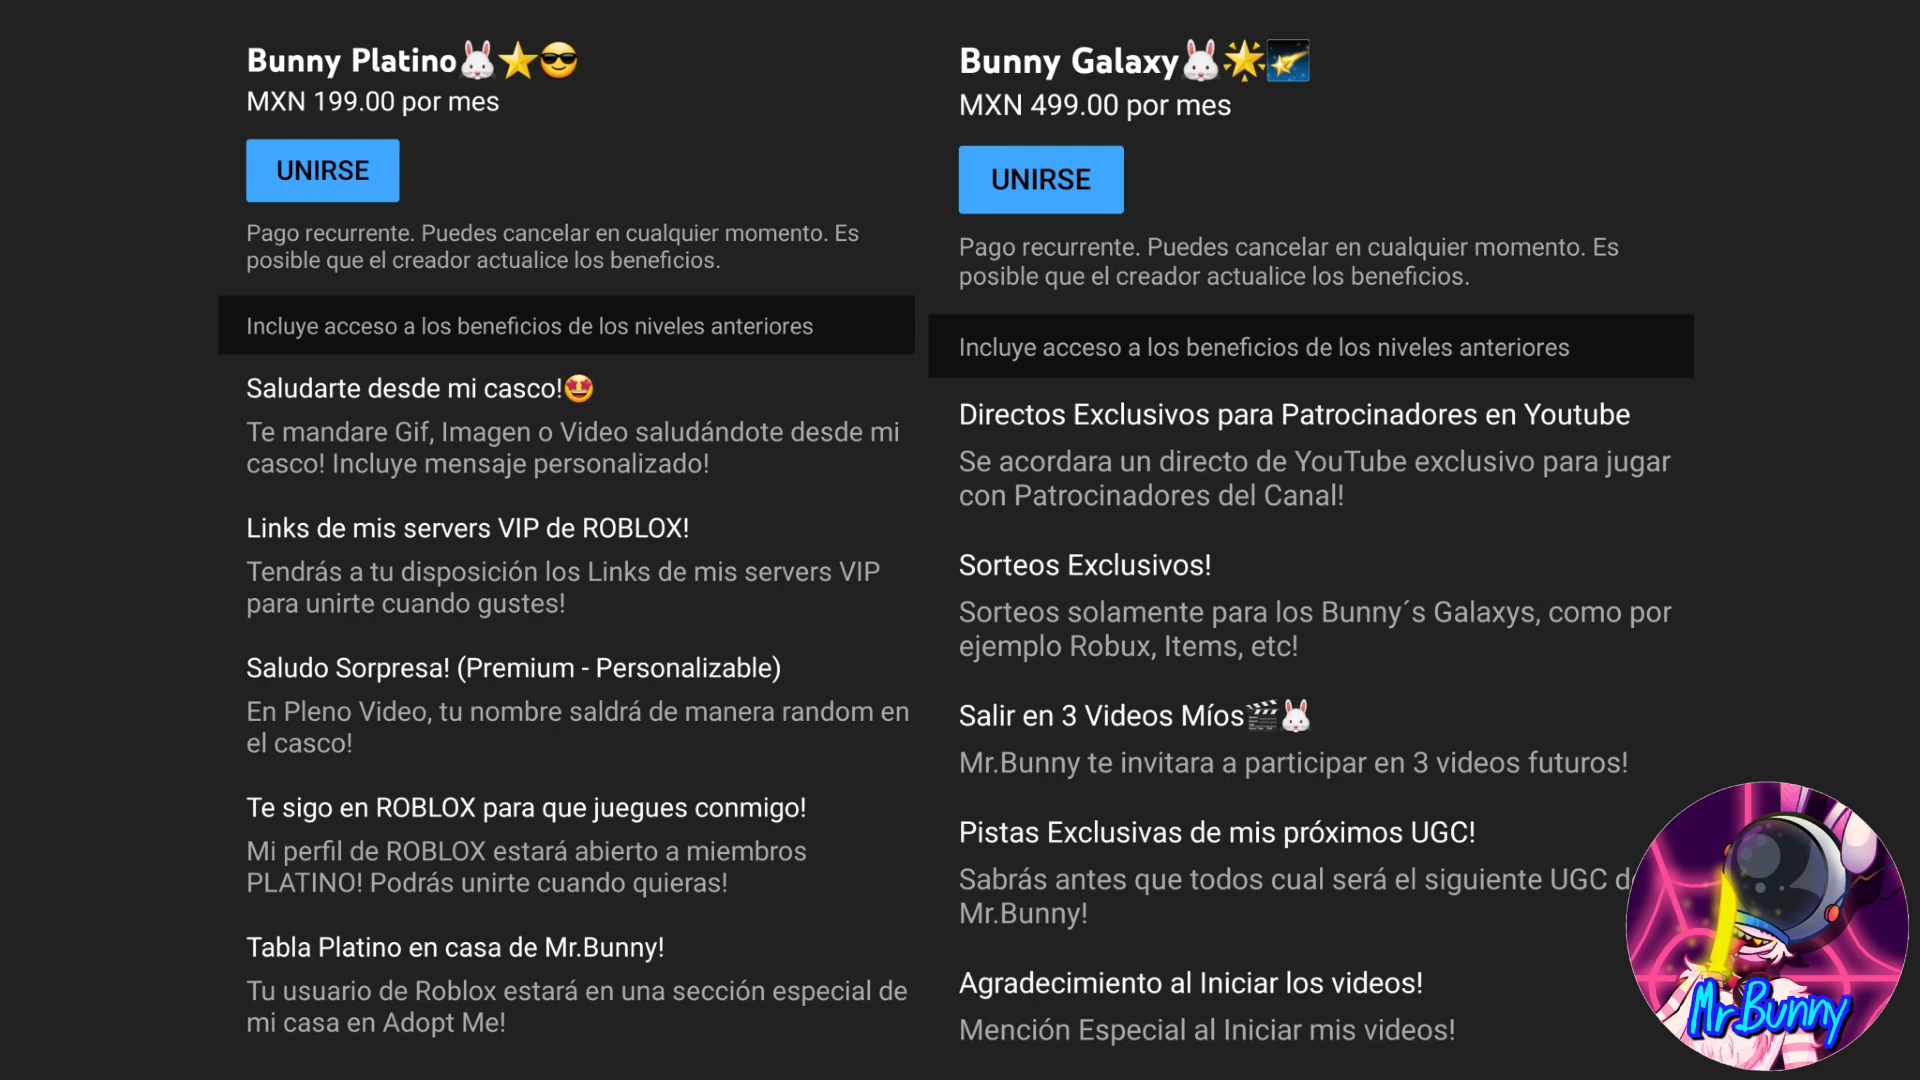 Bunny Platino🐰⭐😎
MXN 199.00 por mes
UNIRSE
Pago recurrente. Puedes cancelar en cualquier momento. Es
posible que el creador actualice los beneficios.
Incluye acceso a los beneficios de los niveles anteriores
Saludarte desde mi casco!🤩
Te mandare Gif, Imagen o Video saludándote desde mi
casco! Incluye mensaje personalizado!
Links de mis servers VIP de ROBLOX!
Tendrás a tu disposición los Links de mis servers VIP
para unirte cuando gustes!
Saludo Sorpresa! (Premium - Personalizable)
En Pleno Video, tu nombre saldrá de manera random en
el casco!
Te sigo en ROBLOX para que juegues conmigo!
Mi perfil de ROBLOX estará abierto a miembros
PLATINO! Podrás unirte cuando quieras!
Tabla Platino en casa de Mr.Bunny!
Tu usuario de Roblox estará en una sección especial de
mi casa en Adopt Me!
Bunny Galaxy🐰🌟🌠
MXN 499.00 por mes
UNIRSE
Pago recurrente. Puedes cancelar en cualquier momento. Es
posible que el creador actualice los beneficios.
Incluye acceso a los beneficios de los niveles anteriores
Directos Exclusivos para Patrocinadores en Youtube
Se acordara un directo de YouTube exclusivo para jugar
con Patrocinadores del Canal!
Sorteos Exclusivos!
Sorteos solamente para los Bunny´s Galaxys, como por
ejemplo Robux, Items, etc!
Salir en 3 Videos Míos🎬🐰
Mr.Bunny te invitara a participar en 3 videos futuros!
Pistas Exclusivas de mis próximos UGC!
Sabrás antes que todos cual será el siguiente UGC
Mr.Bunny!
Agradecimiento al Iniciar los videos!
Mención Especial al Iniciar mis videos!
Mr.Bunny